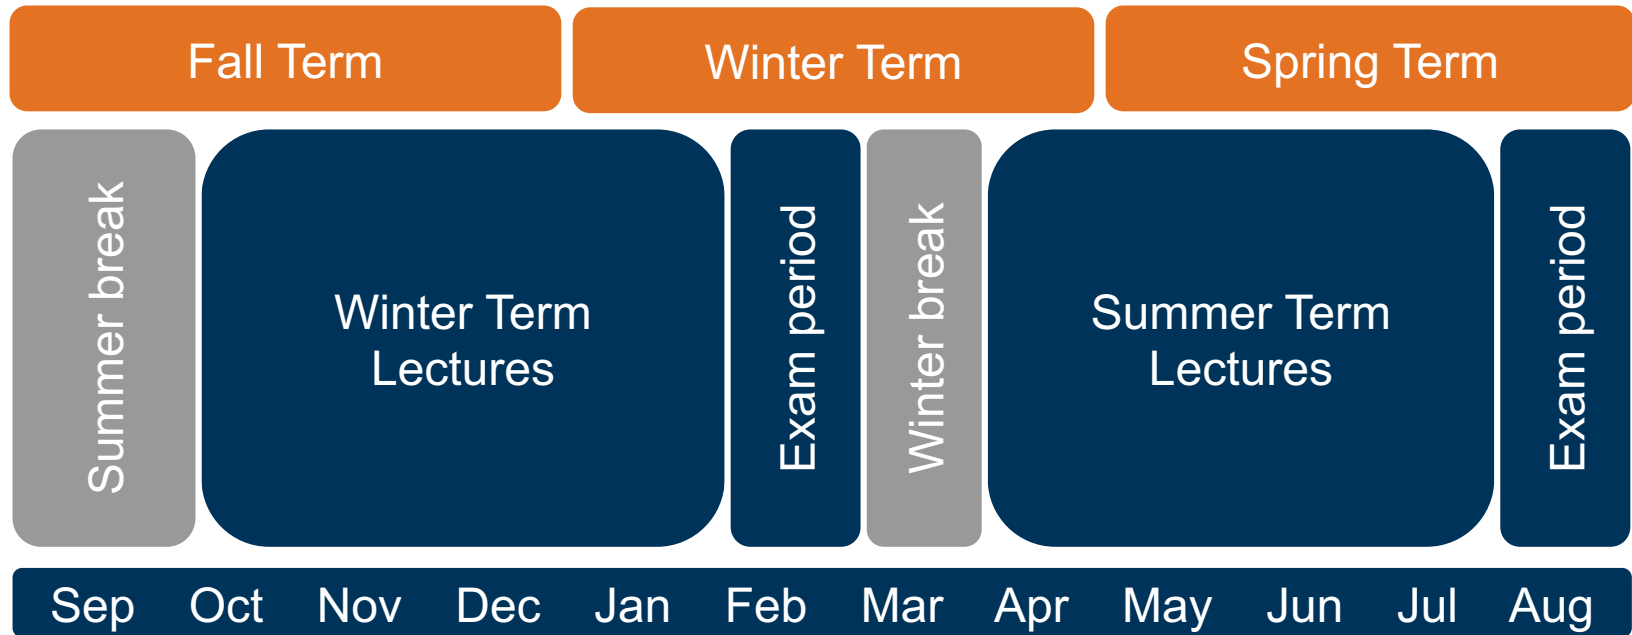 Fall Term
Winter Term
Spring Term
Summer break
Winter Term
Lectures
Exam period
Winter break
Summer Term
Lectures
Exam period
Sep Oct Nov Dec Jan Feb Mar Apr May Jun Jul Aug